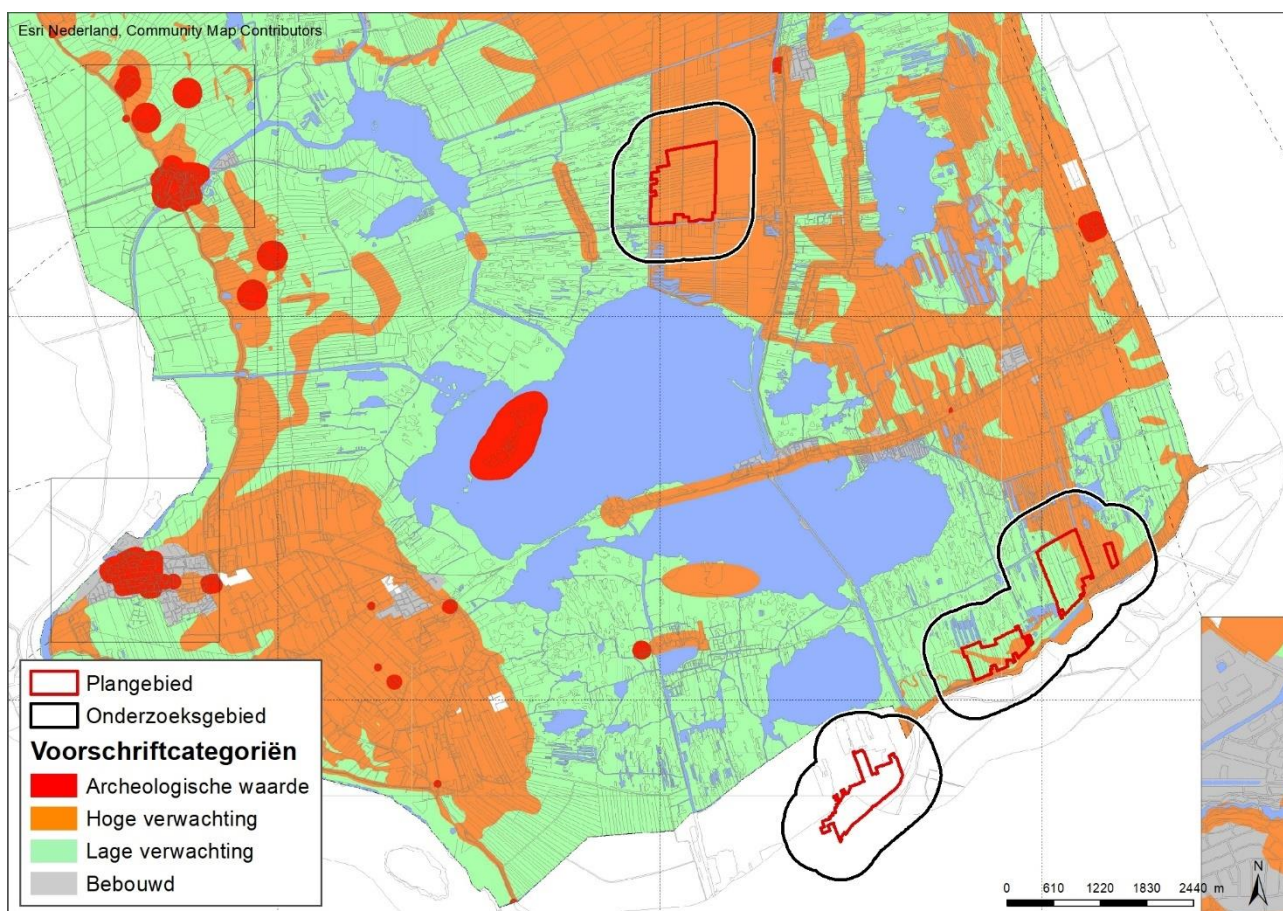 Esri Nederland, Community Map Contributors
Plangebied
Onderzoeksgebied
Voorschriftcategoriën
Archeologische waarde
Hoge verwachting
Lage verwachting
Bebouwd
N
0 610 1220 1830 2440 m